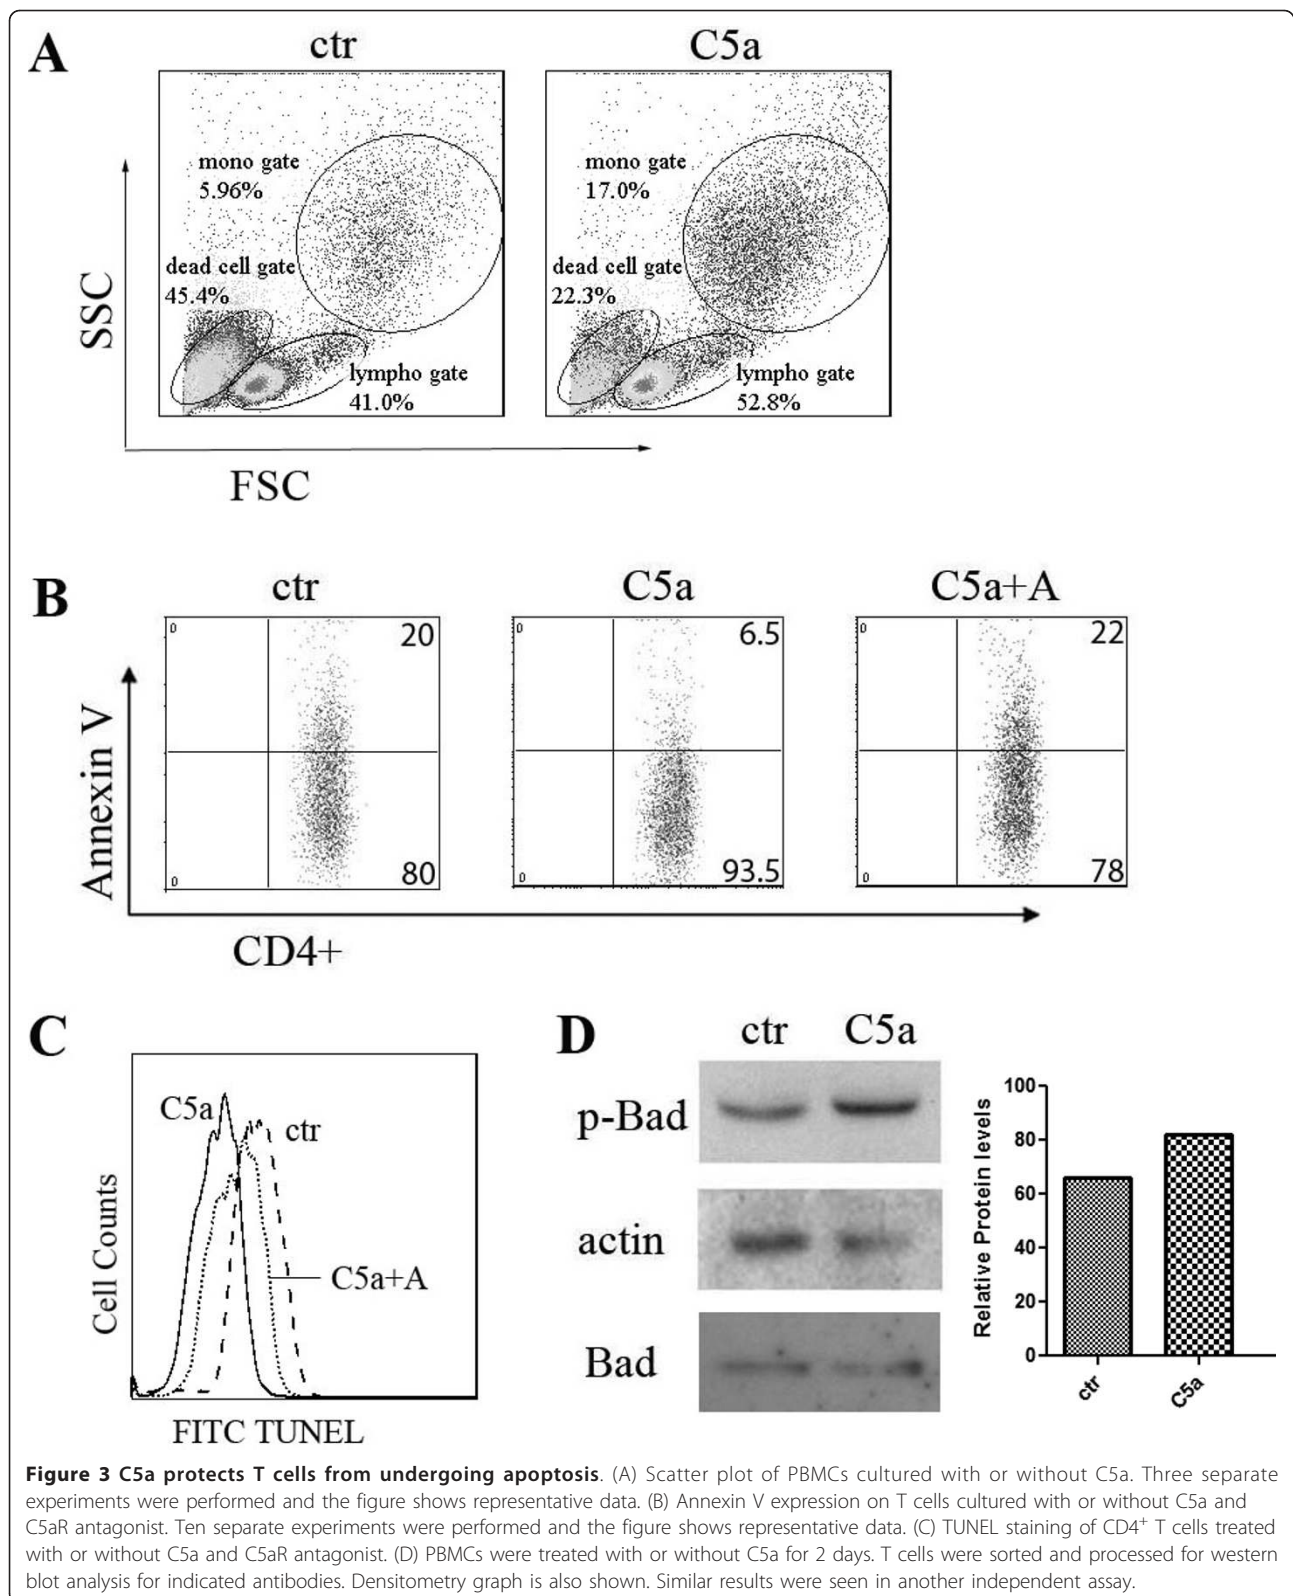 A
ctr
C5a
mono gate
5.96%
dead cell gate
45.4%
lympho gate
41.0%
mono gate
17.0%
dead cell gate
22.3%
lympho gate
52.8%
SSC
FSC
B
ctr
C5a
C5a+A
0
20
0
80
0
6.5
0
93.5
0
22
0
78
Annexin V
CD4+
C
C5a
ctr
C5a+A
Cell Counts
FITC TUNEL
D
ctr
C5a
p-Bad
actin
Bad
Relative Protein levels
100
80
60
40
20
0
ctr
C5a
Figure 3 C5a protects T cells from undergoing apoptosis. (A) Scatter plot of PBMCs cultured with or without C5a. Three separate
experiments were performed and the figure shows representative data. (B) Annexin V expression on T cells cultured with or without C5a and
C5aR antagonist. Ten separate experiments were performed and the figure shows representative data. (C) TUNEL staining of CD4⁺ T cells treated
with or without C5a and C5aR antagonist. (D) PBMCs were treated with or without C5a for 2 days. T cells were sorted and processed for western
blot analysis for indicated antibodies. Densitometry graph is also shown. Similar results were seen in another independent assay.